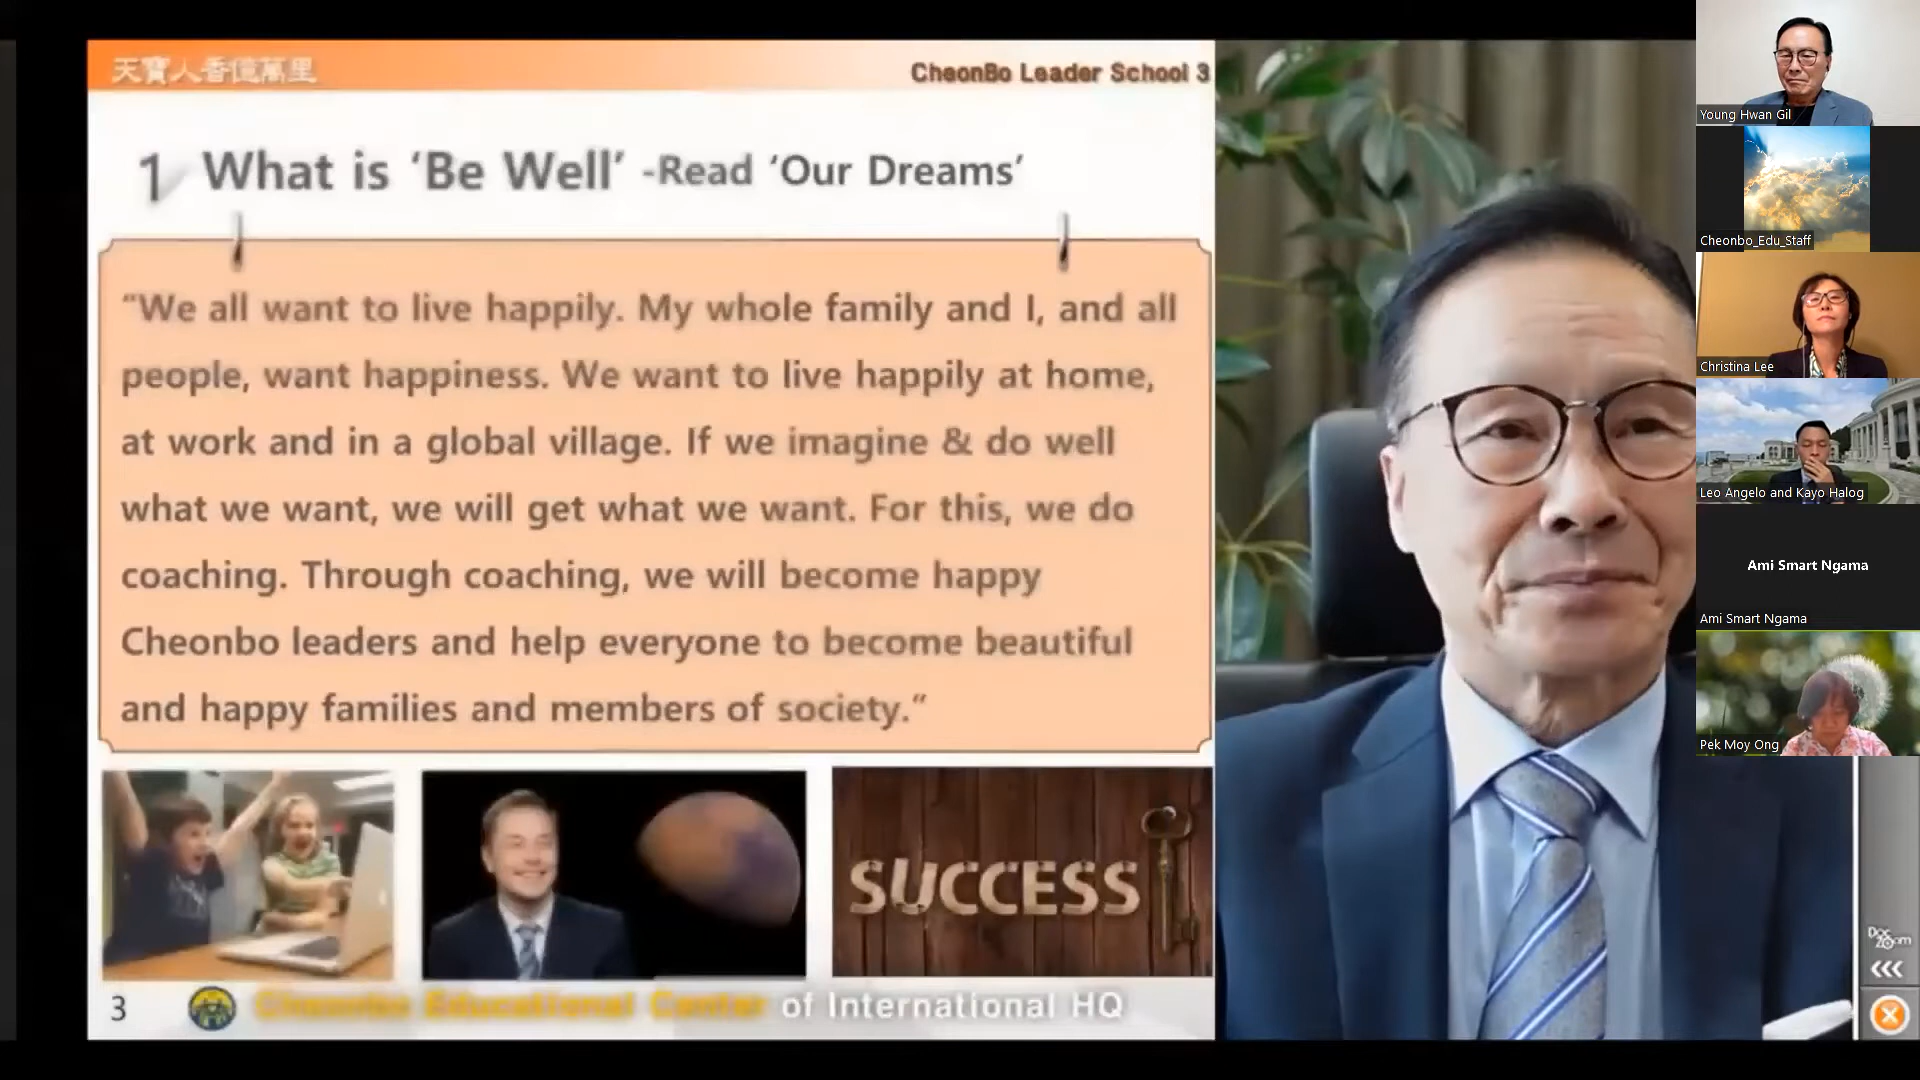 天寶人香億萬里
CheonBo Leader School 3
1 What is ‘Be Well’ -Read ‘Our Dreams’
“We all want to live happily. My whole family and I, and all
people, want happiness. We want to live happily at home,
at work and in a global village. If we imagine & do well
what we want, we will get what we want. For this, we do
coaching. Through coaching, we will become happy
Cheonbo leaders and help everyone to become beautiful
and happy families and members of society.“
SUCCESS
3
Cheonbo Educational Center of International HQ
Young Hwan Gil
Cheonbo_Edu_Staff
Christina Lee
Leo Angelo and Kayo Halog
Ami Smart Ngama
Ami Smart Ngama
Pek Moy Ong
DocZoom